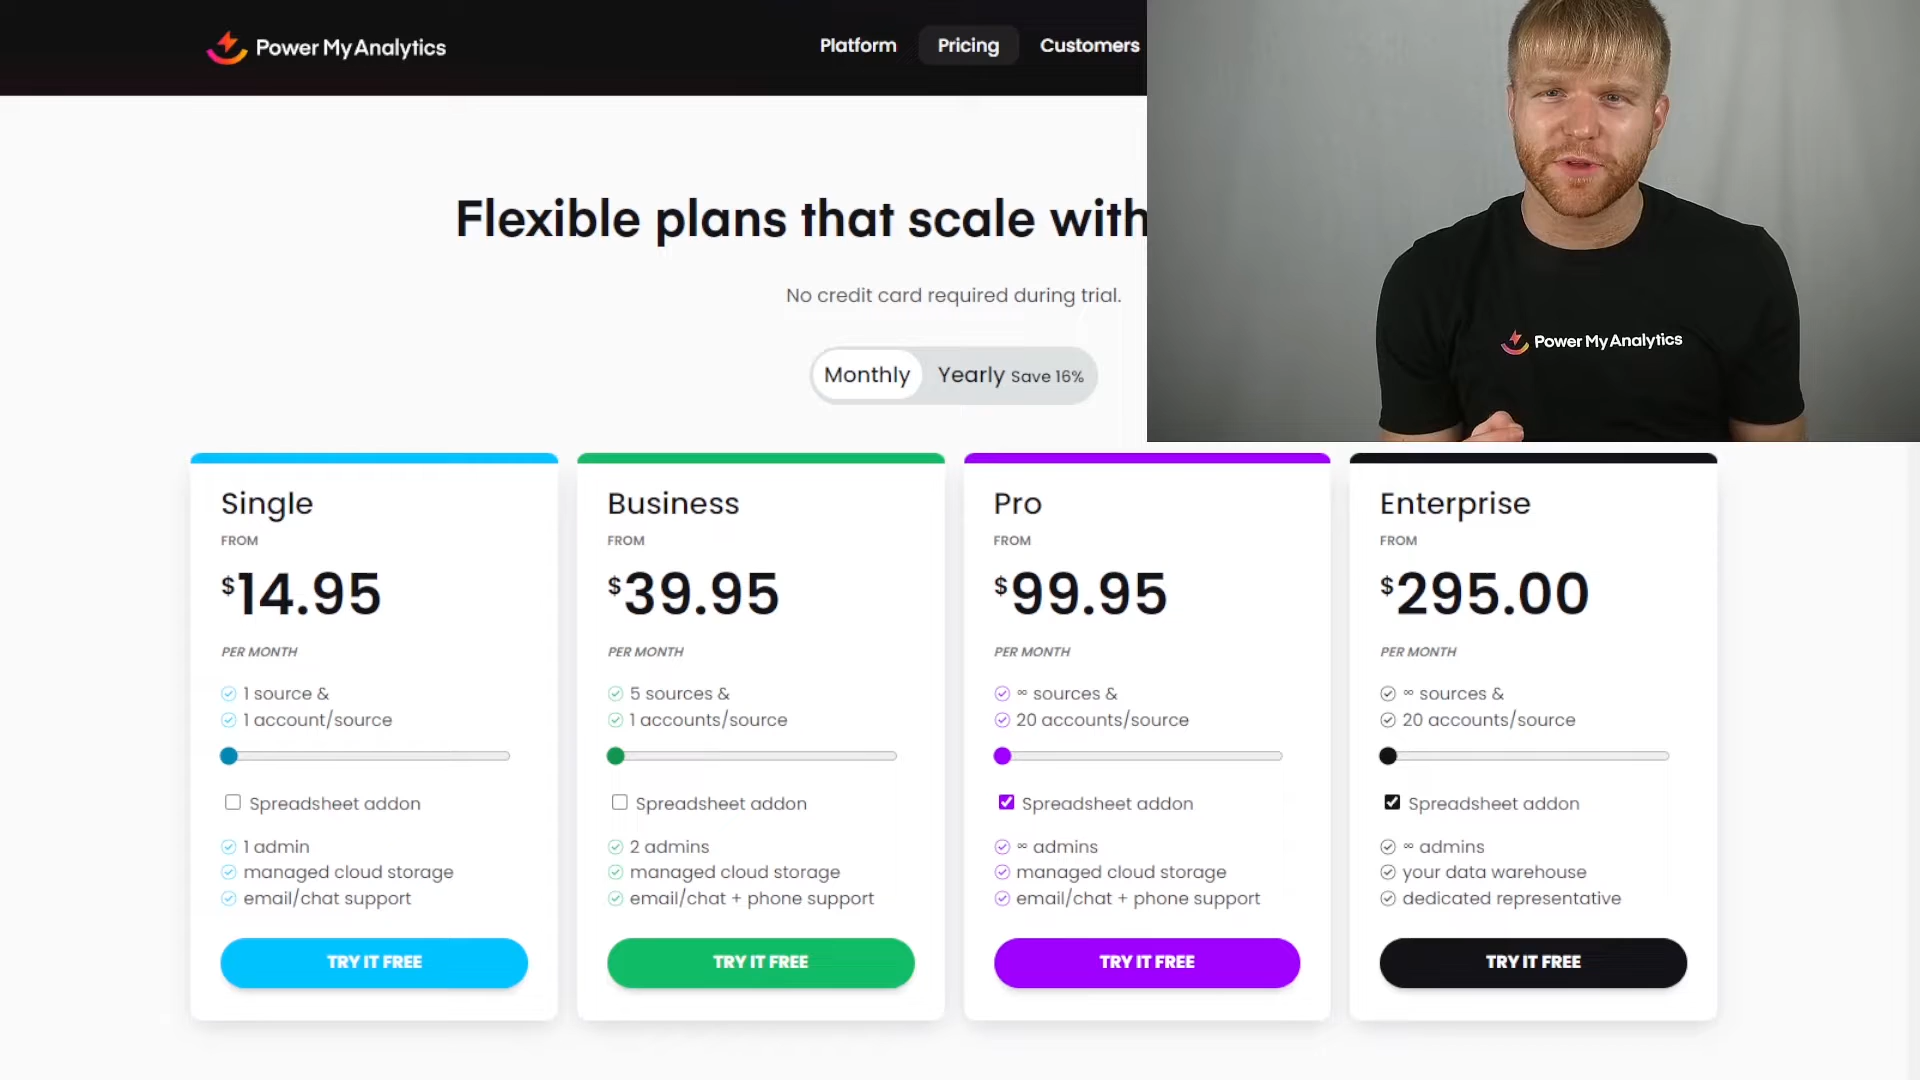 Power My Analytics
Platform
Pricing
Customers
Flexible plans that scale with
No credit card required during trial.
Monthly
Yearly Save 16%
Power My Analytics
Single
FROM
$14.95
PER MONTH
1 source &
1 account/source
Spreadsheet addon
1 admin
managed cloud storage
email/chat support
TRY IT FREE
Business
FROM
$39.95
PER MONTH
5 sources &
1 accounts/source
Spreadsheet addon
2 admins
managed cloud storage
email/chat + phone support
TRY IT FREE
Pro
FROM
$99.95
PER MONTH
∞ sources &
20 accounts/source
Spreadsheet addon
∞ admins
managed cloud storage
email/chat + phone support
TRY IT FREE
Enterprise
FROM
$295.00
PER MONTH
∞ sources &
20 accounts/source
Spreadsheet addon
∞ admins
your data warehouse
dedicated representative
TRY IT FREE